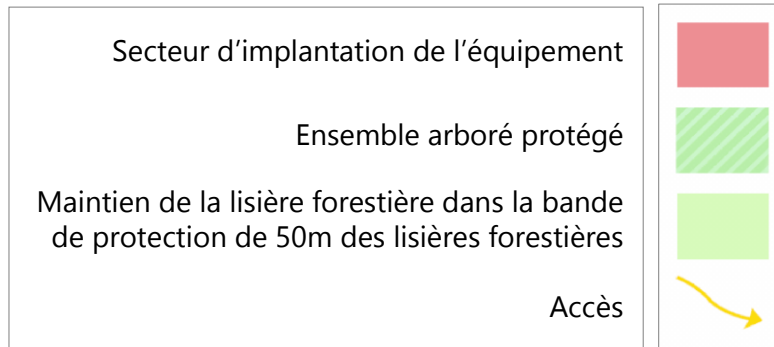 Secteur d’implantation de l’équipement
Ensemble arboré protégé
Maintien de la lisière forestière dans la bande
de protection de 50m des lisières forestières
Accès